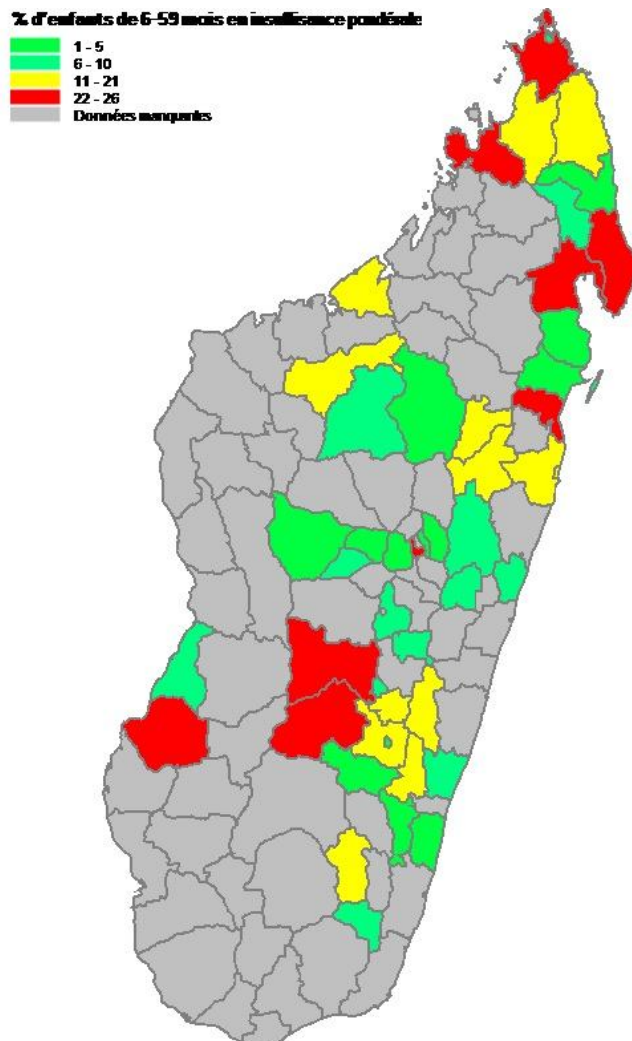 % d'enfants de 6-59 mois en insuffisance pondérale
1 - 5
6 - 10
11 - 21
22 - 26
Données manquantes